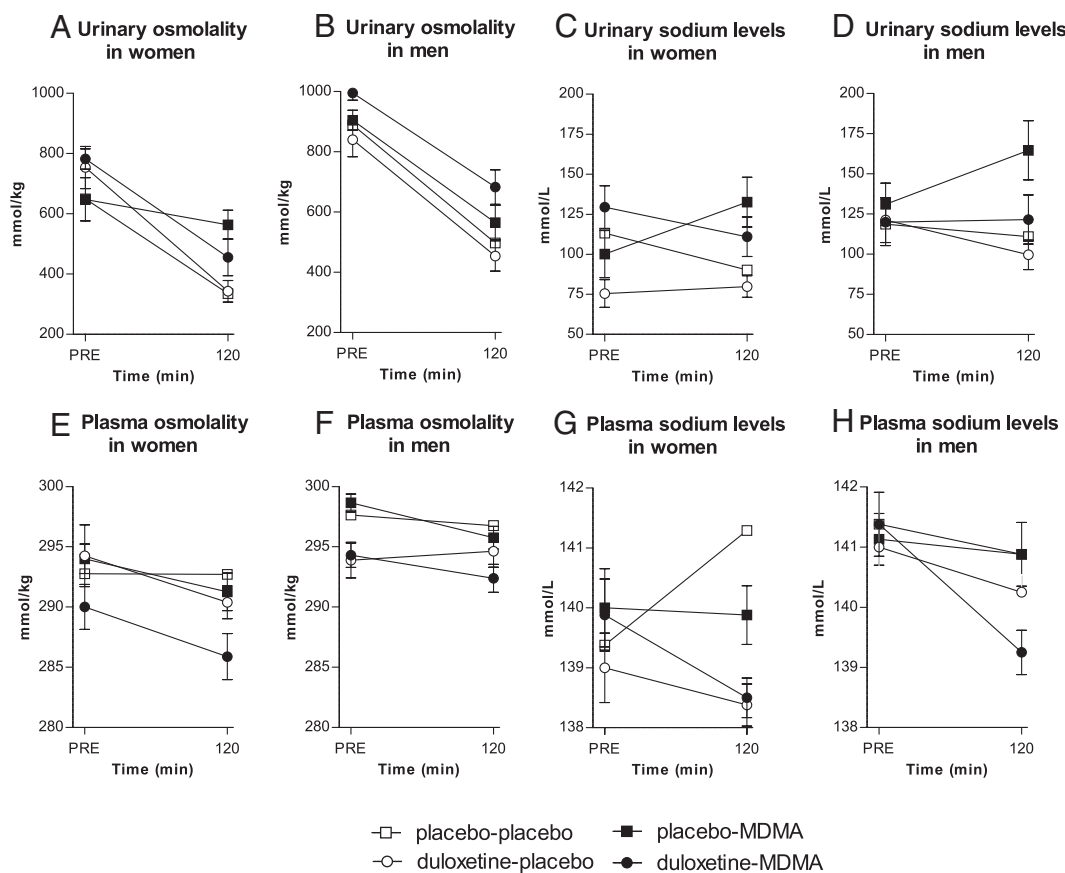 A Urinary osmolality
in women
B Urinary osmolality
in men
C Urinary sodium levels
in women
D Urinary sodium levels
in men
mmol/kg
1000
800
600
400
200
PRE
120
Time (min)
mmol/kg
1000
800
600
400
200
PRE
120
Time (min)
mmol/L
200
175
150
125
100
75
50
PRE
120
Time (min)
mmol/L
200
175
150
125
100
75
50
PRE
120
Time (min)
E Plasma osmolality
in women
F Plasma osmolality
in men
G Plasma sodium levels
in women
H Plasma sodium levels
in men
mmol/kg
300
295
290
285
280
PRE
120
Time (min)
mmol/kg
300
295
290
285
280
PRE
120
Time (min)
mmol/L
142
141
140
139
138
PRE
120
Time (min)
mmol/L
142
141
140
139
138
PRE
120
Time (min)
placebo-placebo
placebo-MDMA
duloxetine-placebo
duloxetine-MDMA